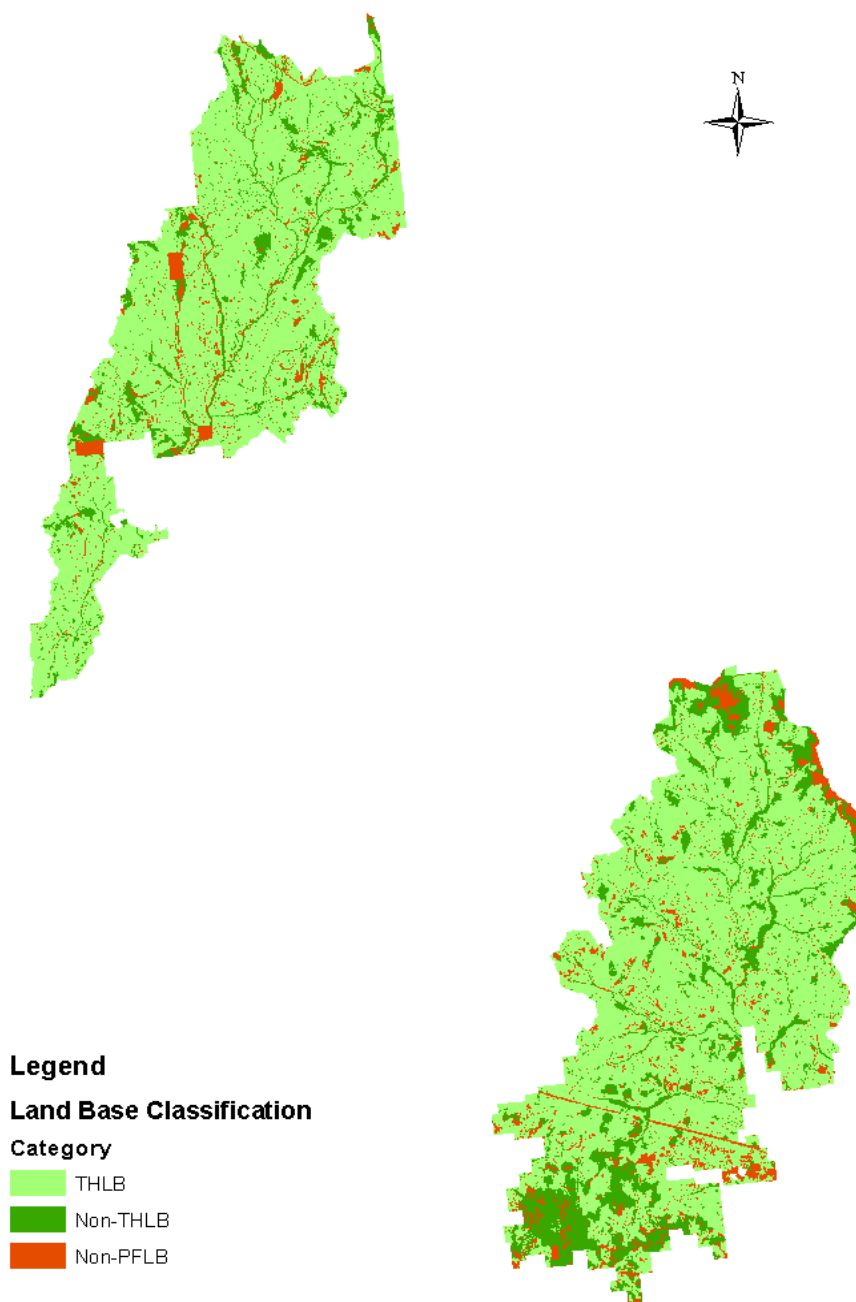 N
Legend
Land Base Classification
Category
THLB
Non-THLB
Non-PFLB